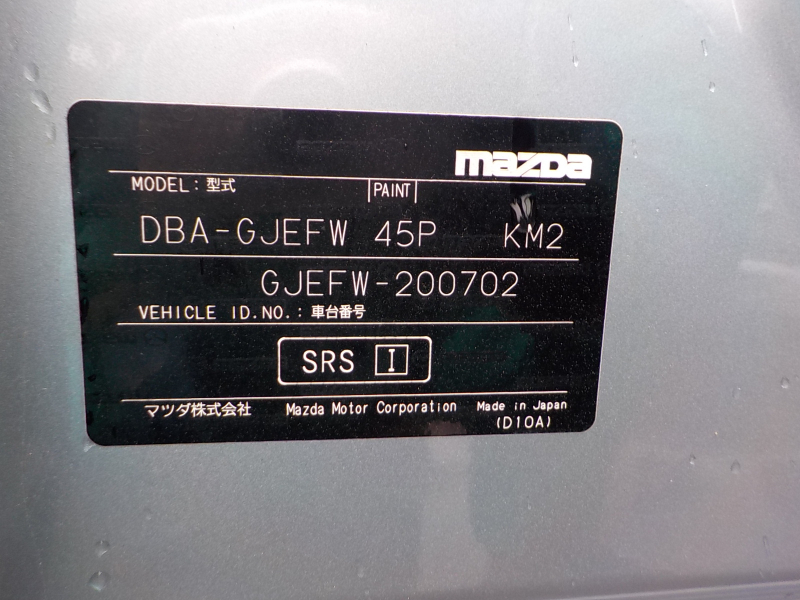 mazda
MODEL: 型式 PAINT
DBA-GJEFW 45P KM2
GJEFW-200702
VEHICLE ID.NO.: 車台番号
SRS I
マツダ株式会社 Mazda Motor Corporation Made in Japan
(D10A)